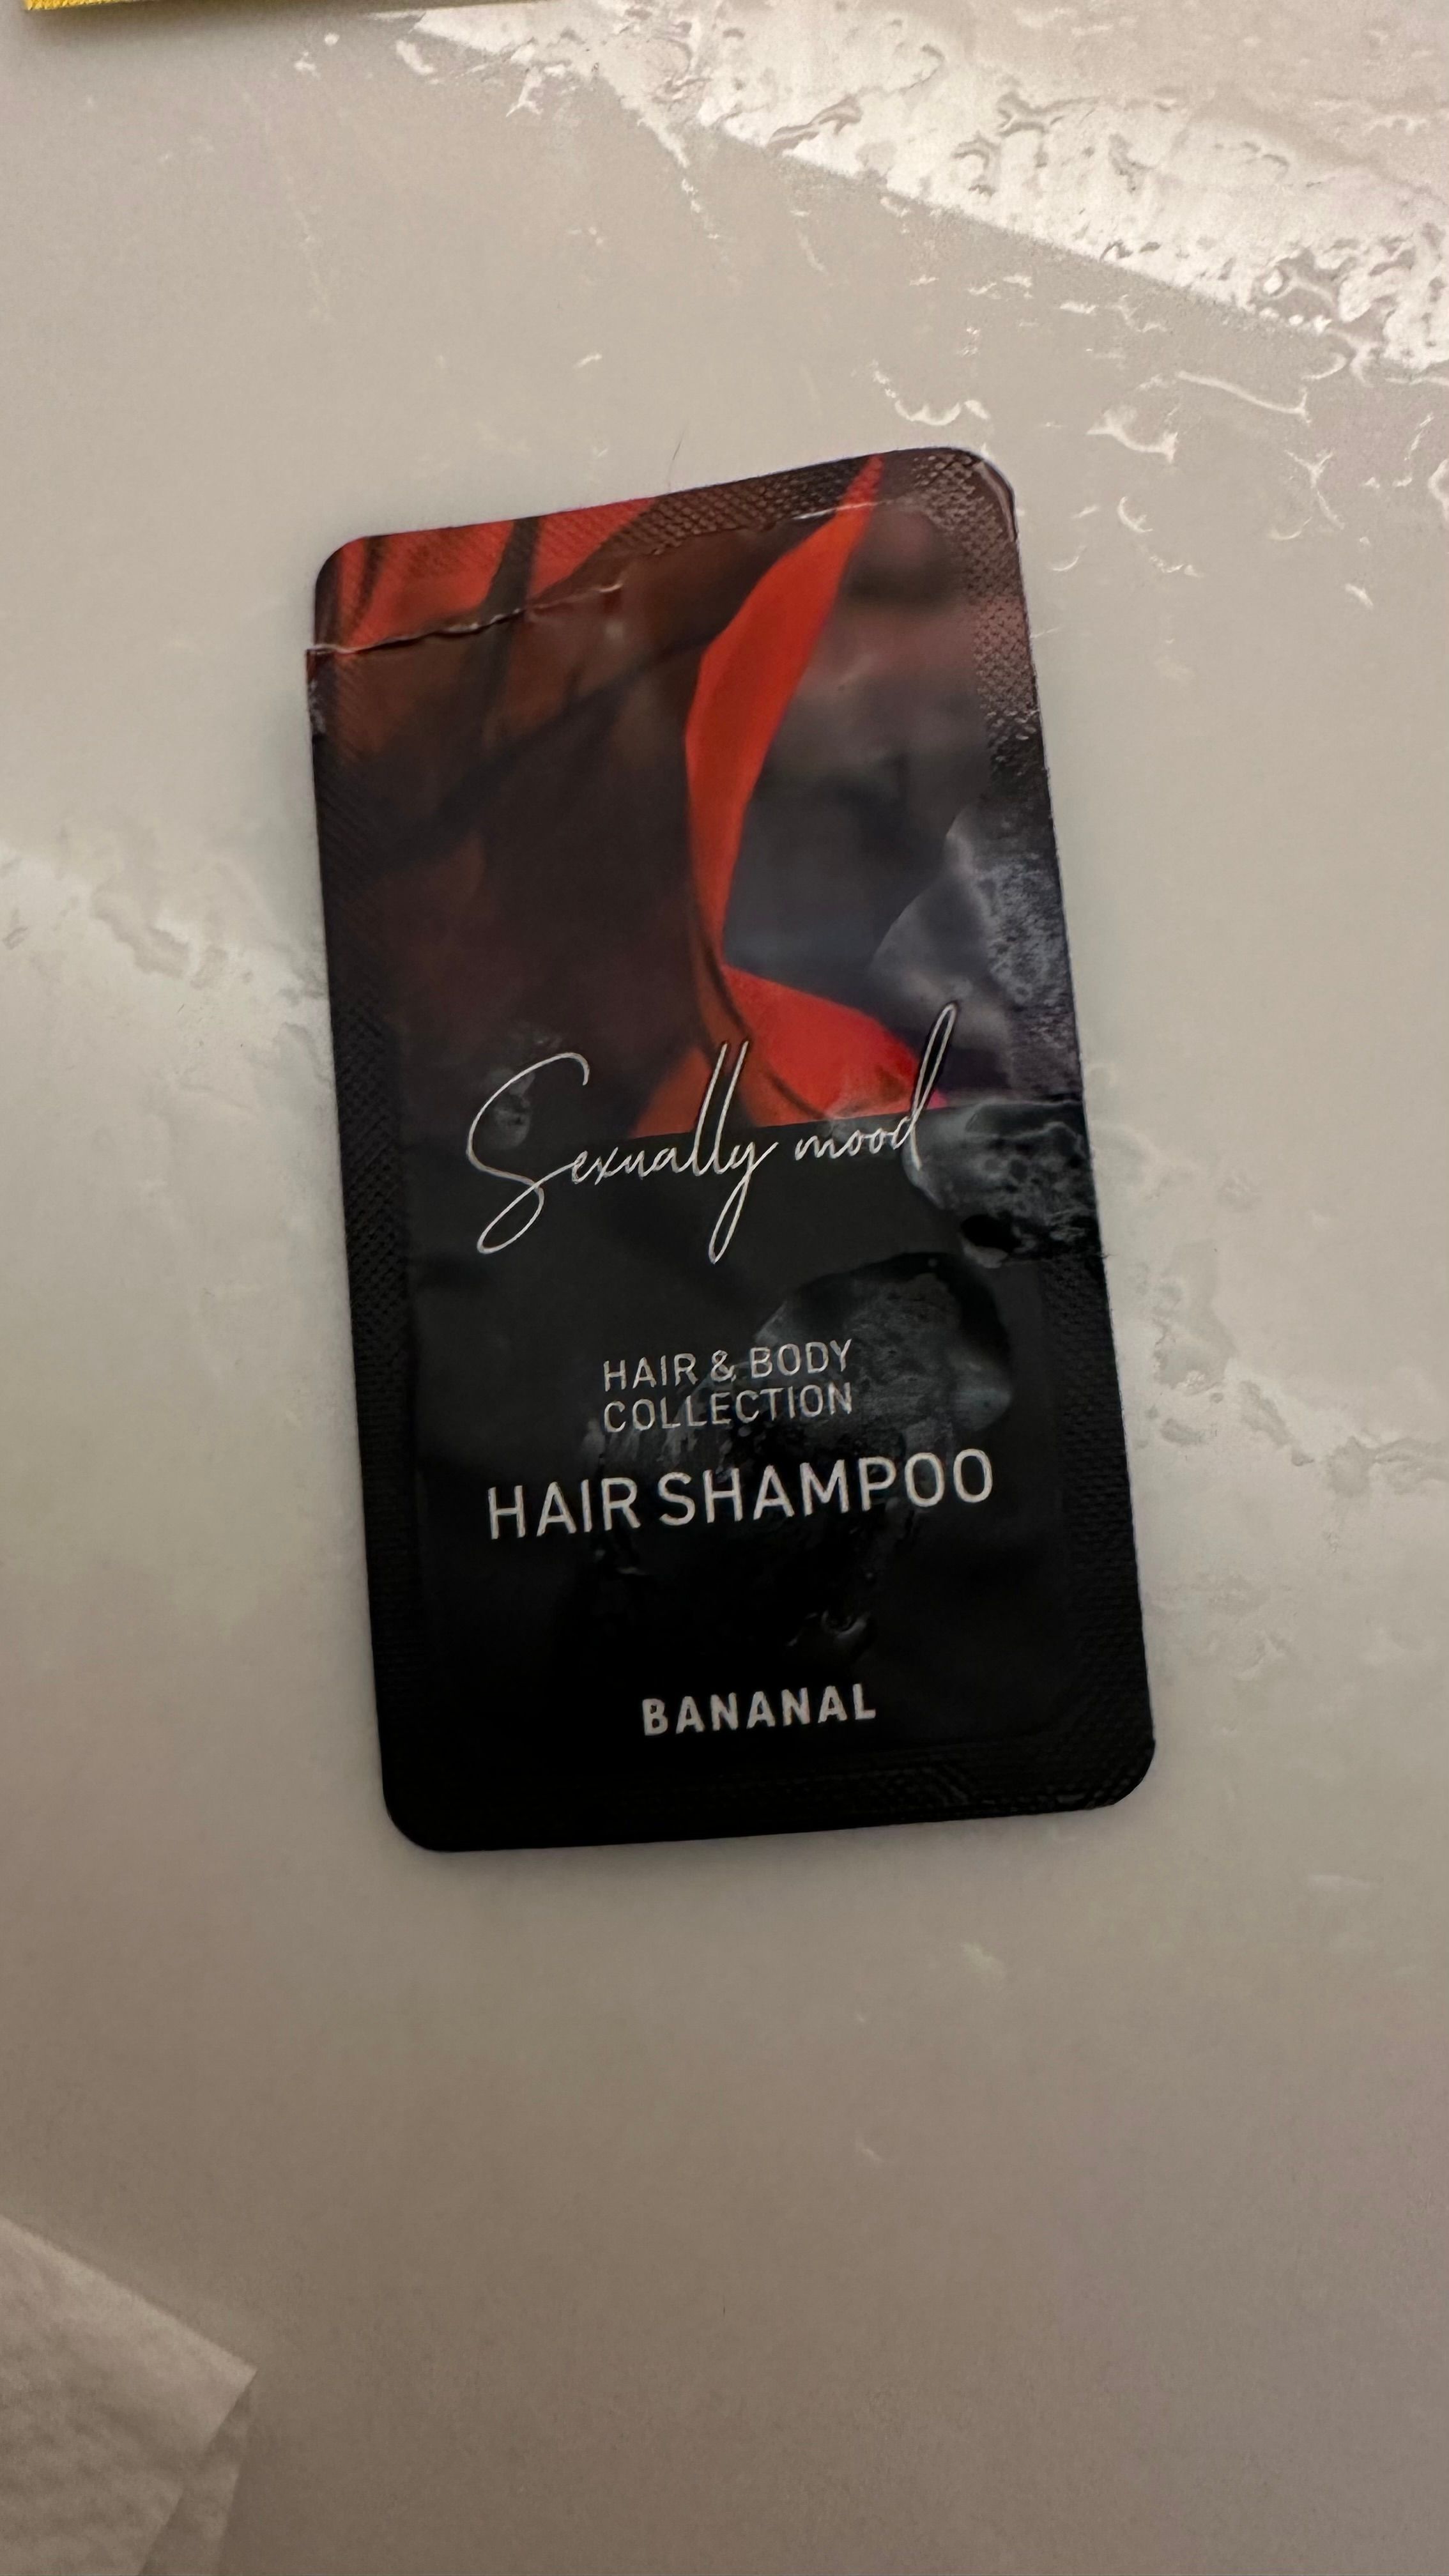 Sexually mood
HAIR & BODY
COLLECTION
HAIR SHAMPOO
BANANAL